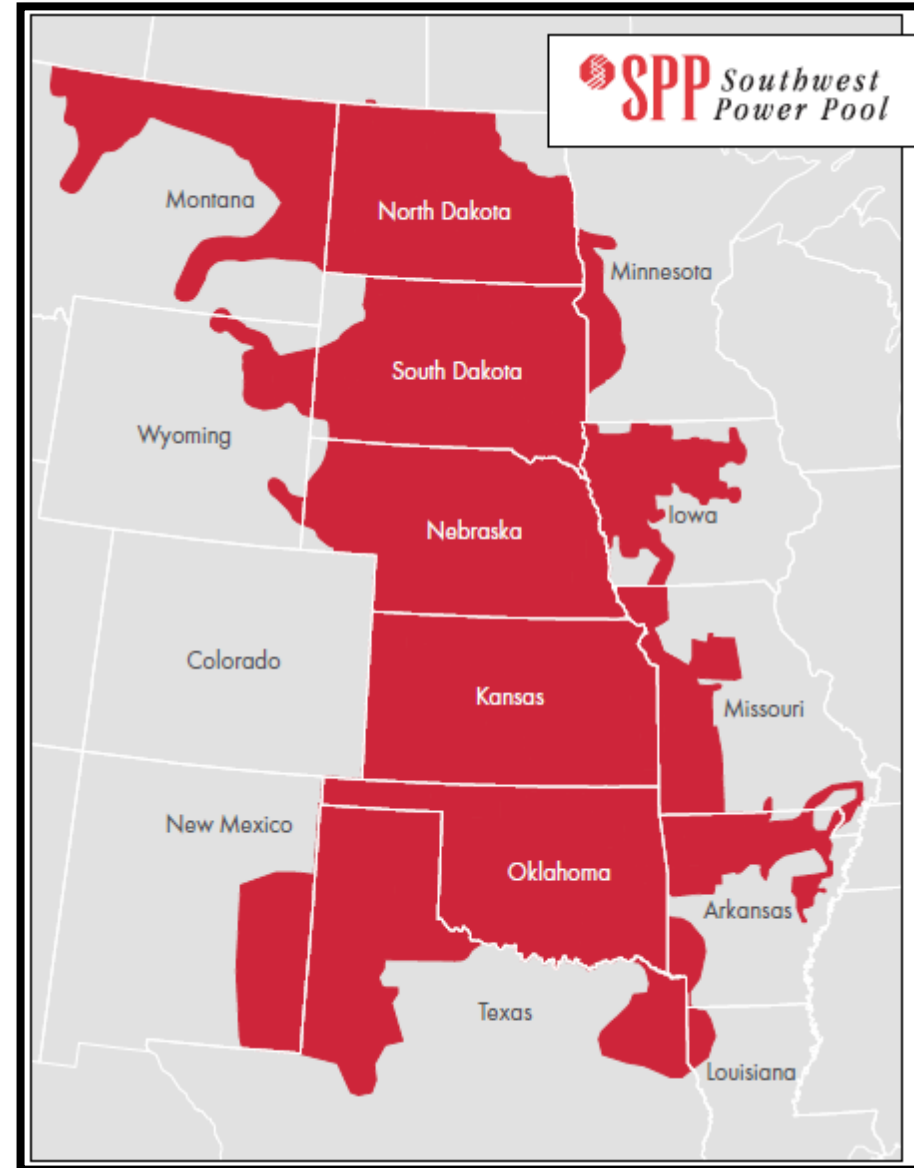 SPP Southwest
Power Pool
Montana
North Dakota
Minnesota
South Dakota
Wyoming
Iowa
Nebraska
Colorado
Kansas
Missouri
New Mexico
Oklahoma
Arkansas
Texas
Louisiana